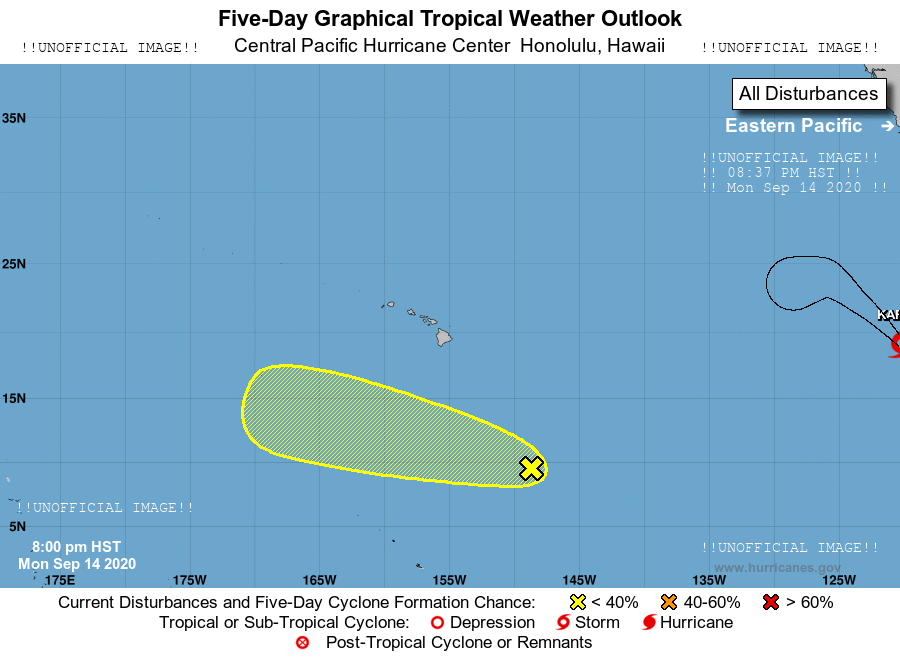 Five-Day Graphical Tropical Weather Outlook
!!UNOFFICIAL IMAGE!! Central Pacific Hurricane Center Honolulu, Hawaii !!UNOFFICIAL IMAGE!!
All Disturbances
35N
Eastern Pacific →
!!UNOFFICIAL IMAGE!!
!! 08:37 PM HST !!
!! Mon Sep 14 2020 !!
25N
KAR
15N
!!UNOFFICIAL IMAGE!!
5N
8:00 pm HST
Mon Sep 14 2020
!!UNOFFICIAL IMAGE!!
www.hurricanes.gov
175E 175W 165W 155W 145W 135W 125W
Current Disturbances and Five-Day Cyclone Formation Chance: < 40% 40-60% > 60%
Tropical or Sub-Tropical Cyclone: Depression Storm Hurricane
Post-Tropical Cyclone or Remnants